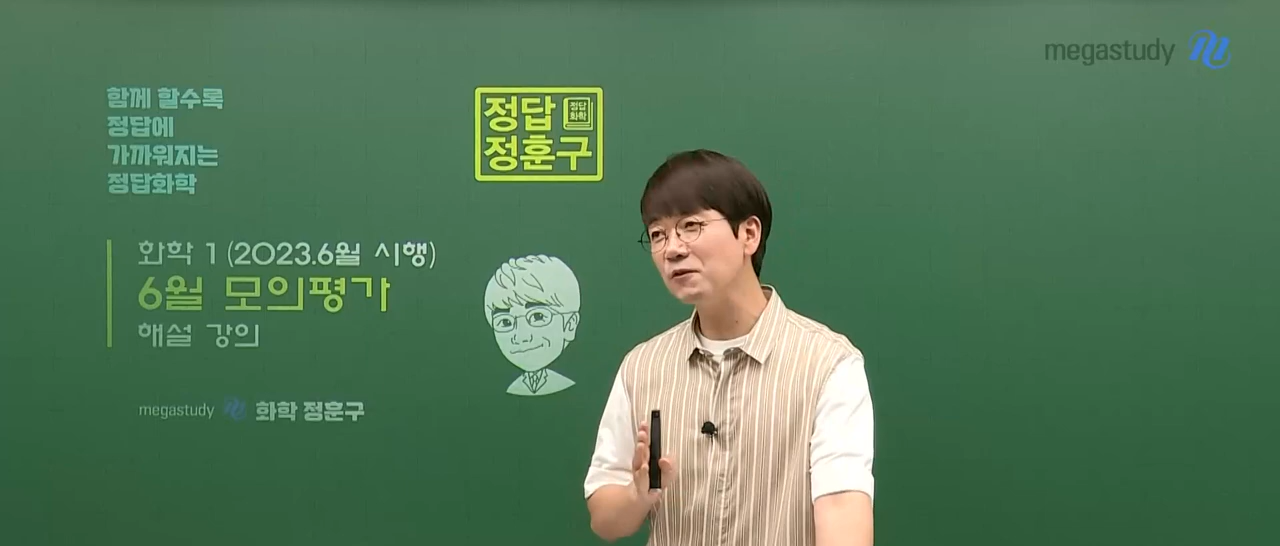 megastudy
함께 할수록
정답에
가까워지는
정답화학
정답
정답
화학
정훈구
화학 1 (2023.6월 시행)
6월 모의평가
해설 강의
megastudy 화학 정훈구